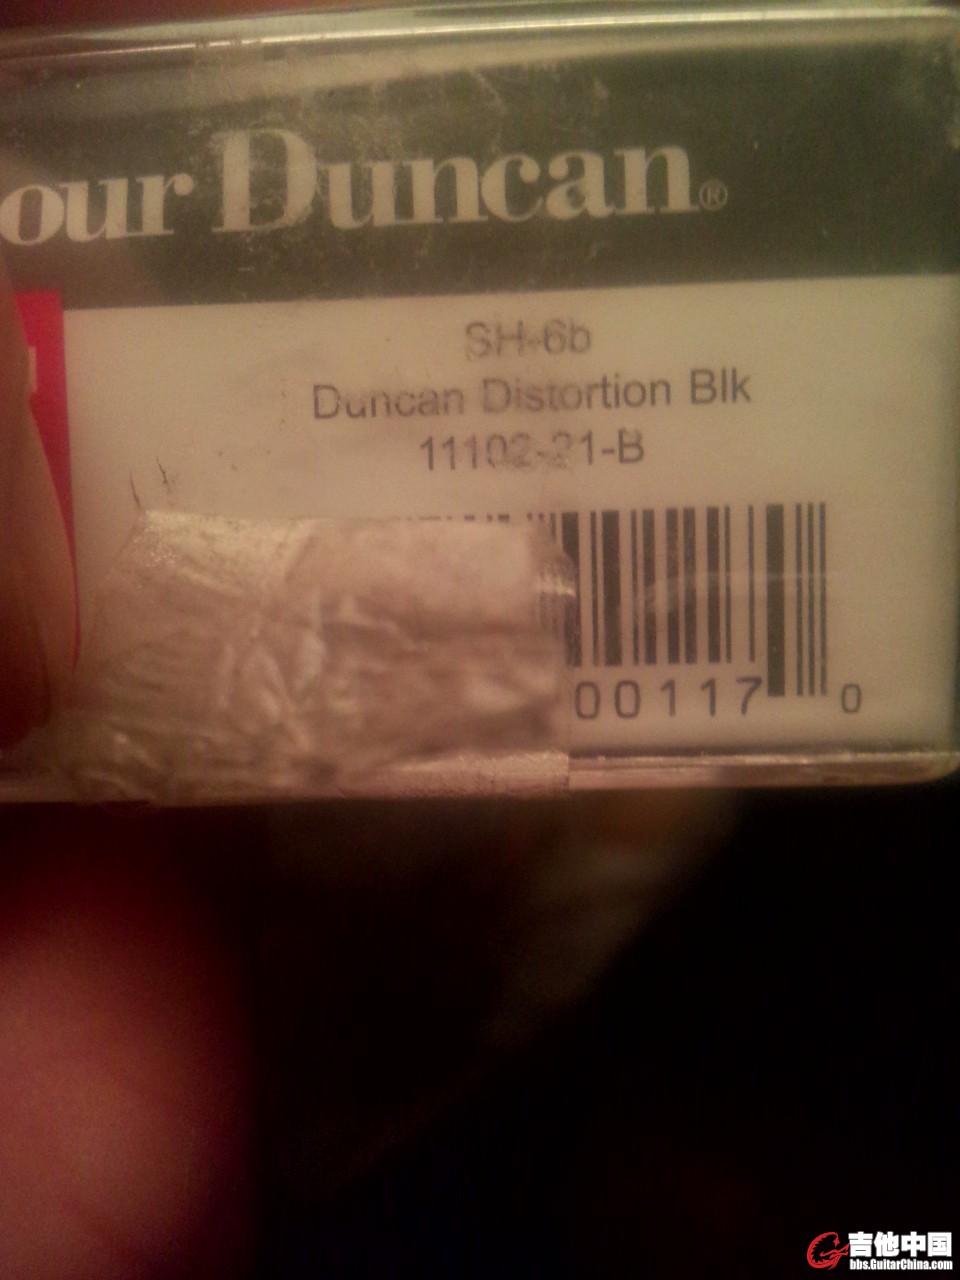 our Duncan®
SH-6b
Duncan Distortion Blk
11102-21-B
00117 0
吉他中国
bbs.GuitarChina.com